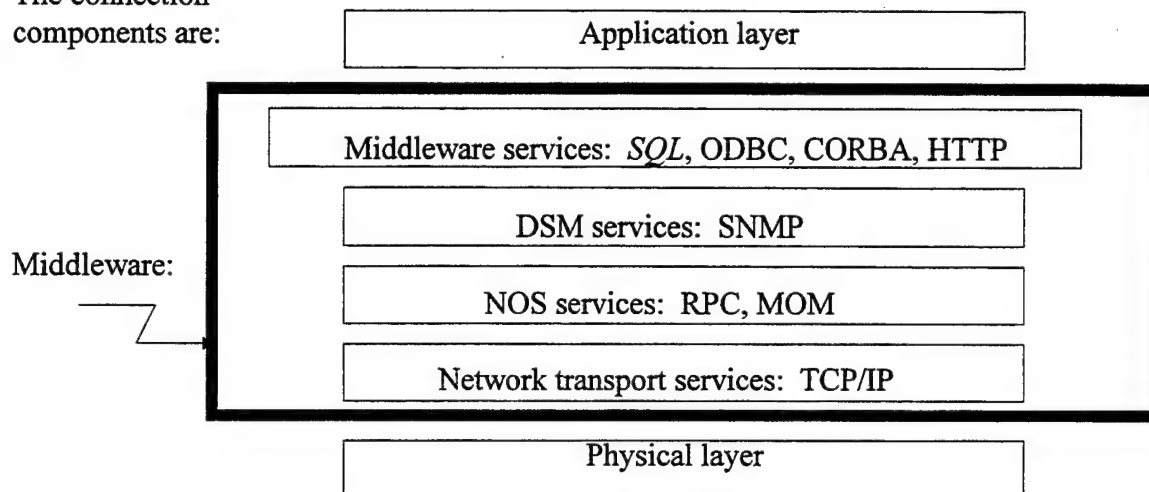 The connection
components are:
Application layer
Middleware services: SQL, ODBC, CORBA, HTTP
DSM services: SNMP
Middleware:
NOS services: RPC, MOM
Network transport services: TCP/IP
Physical layer